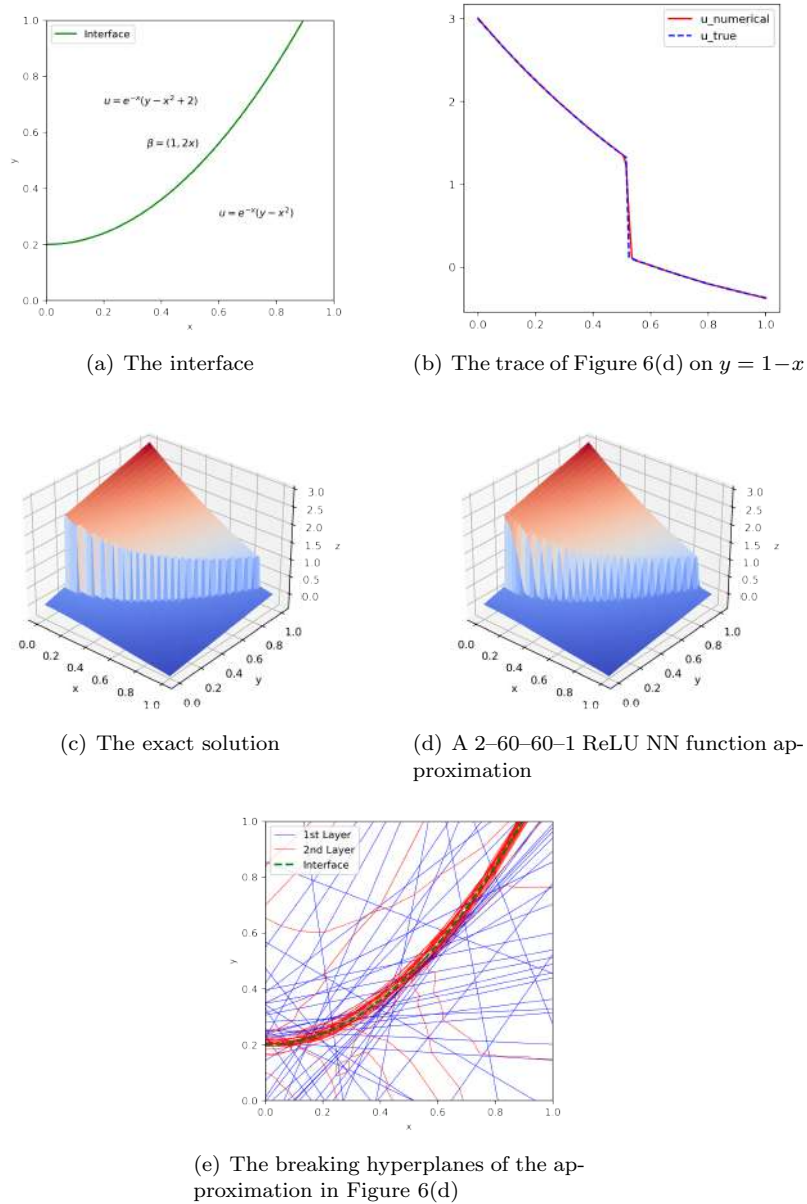 1.0
0.8
0.6
0.4
0.2
0.0
y
Interface
u = e^{-x}(y − x² + 2)
β = (1, 2x)
u = e^{-x}(y − x²)
0.0 0.2 0.4 0.6 0.8 1.0
x
(a) The interface
3
2
1
0
u_numerical
u_true
0.0 0.2 0.4 0.6 0.8 1.0
(b) The trace of Figure 6(d) on y = 1−x
3.0
2.5
2.0
1.5
1.0
0.5
0.0
z
0.0 0.2 0.4 0.6 0.8 1.0
x
0.0 0.2 0.4 0.6 0.8 1.0
y
(c) The exact solution
3.0
2.5
2.0
1.5
1.0
0.5
0.0
z
0.0 0.2 0.4 0.6 0.8 1.0
x
0.0 0.2 0.4 0.6 0.8 1.0
y
(d) A 2–60–60–1 ReLU NN function ap-
proximation
1.0
0.8
0.6
0.4
0.2
0.0
y
1st Layer
2nd Layer
Interface
0.0 0.2 0.4 0.6 0.8 1.0
x
(e) The breaking hyperplanes of the ap-
proximation in Figure 6(d)